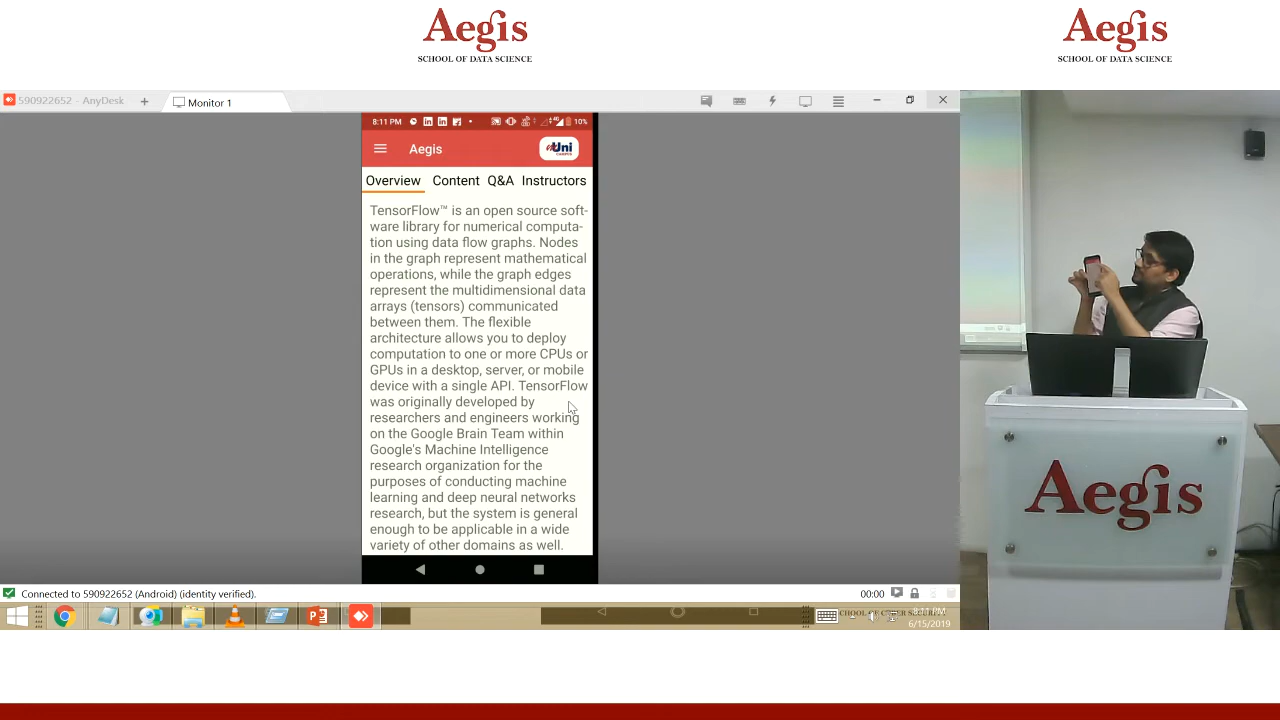 Aegis
SCHOOL OF DATA SCIENCE
Aegis
SCHOOL OF DATA SCIENCE
590922652 - AnyDesk
Monitor 1
8:11 PM
10%
Aegis
Uni
CAMPUS
Overview Content Q&A Instructors
TensorFlow™ is an open source soft-
ware library for numerical computa-
tion using data flow graphs. Nodes
in the graph represent mathematical
operations, while the graph edges
represent the multidimensional data
arrays (tensors) communicated
between them. The flexible
architecture allows you to deploy
computation to one or more CPUs or
GPUs in a desktop, server, or mobile
device with a single API. TensorFlow
was originally developed by
researchers and engineers working
on the Google Brain Team within
Google's Machine Intelligence
research organization for the
purposes of conducting machine
learning and deep neural networks
research, but the system is general
enough to be applicable in a wide
variety of other domains as well.
Connected to 590922652 (Android) (identity verified).
00:00
8:11 PM
6/15/2019
Aegis